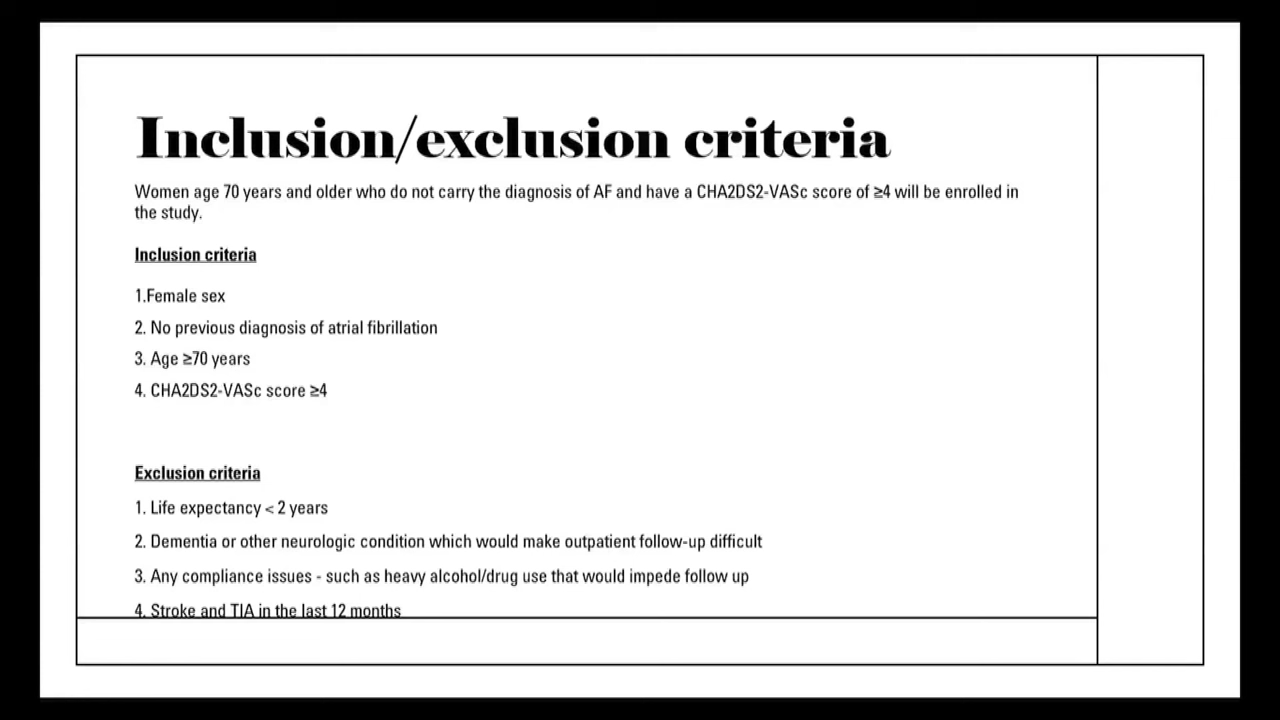 Inclusion/exclusion criteria
Women age 70 years and older who do not carry the diagnosis of AF and have a CHA2DS2-VASc score of ≥4 will be enrolled in
the study.
Inclusion criteria
1.Female sex
2. No previous diagnosis of atrial fibrillation
3. Age ≥70 years
4. CHA2DS2-VASc score ≥4
Exclusion criteria
1. Life expectancy < 2 years
2. Dementia or other neurologic condition which would make outpatient follow-up difficult
3. Any compliance issues - such as heavy alcohol/drug use that would impede follow up
4. Stroke and TIA in the last 12 months